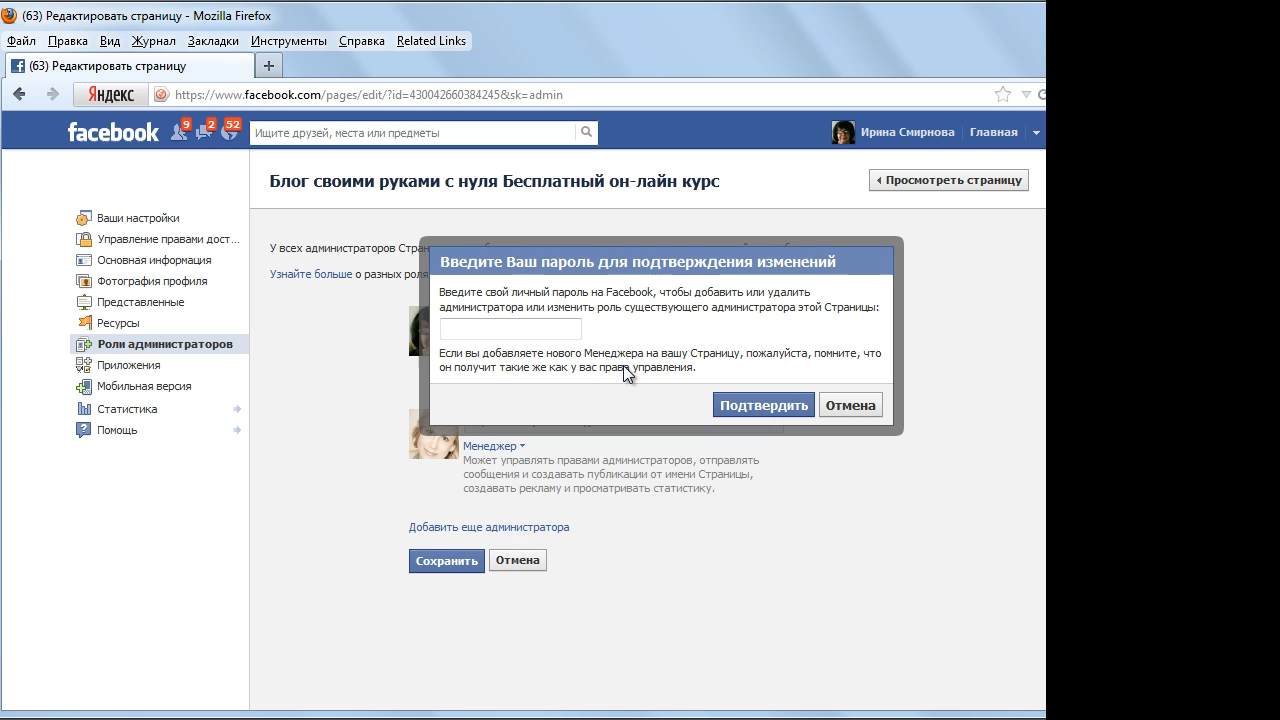 (63) Редактировать страницу - Mozilla Firefox
Файл Правка Вид Журнал Закладки Инструменты Справка Related Links
(63) Редактировать страницу
Яндекс https://www.facebook.com/pages/edit/?id=430042660384245&sk=admin
facebook 9 2 52 Ищите друзей, места или предметы Ирина Смирнова Главная
Блог своими руками с нуля Бесплатный он-лайн курс Просмотреть страницу
Ваши настройки
Управление правами дост...
Основная информация
Фотография профиля
Представленные
Ресурсы
Роли администраторов
Приложения
Мобильная версия
Статистика
Помощь
У всех администраторов
Узнайте больше о разных
Введите Ваш пароль для подтверждения изменений
Введите свой личный пароль на Facebook, чтобы добавить или удалить
администратора или изменить роль существующего администратора этой Страницы:
Если вы добавляете нового Менеджера на вашу Страницу, пожалуйста, помните, что
он получит такие же как у вас права управления.
Подтвердить Отмена
Менеджер
Может управлять правами администраторов, отправлять
сообщения и создавать публикации от имени Страницы,
создавать рекламу и просматривать статистику.
Добавить еще администратора
Сохранить Отмена